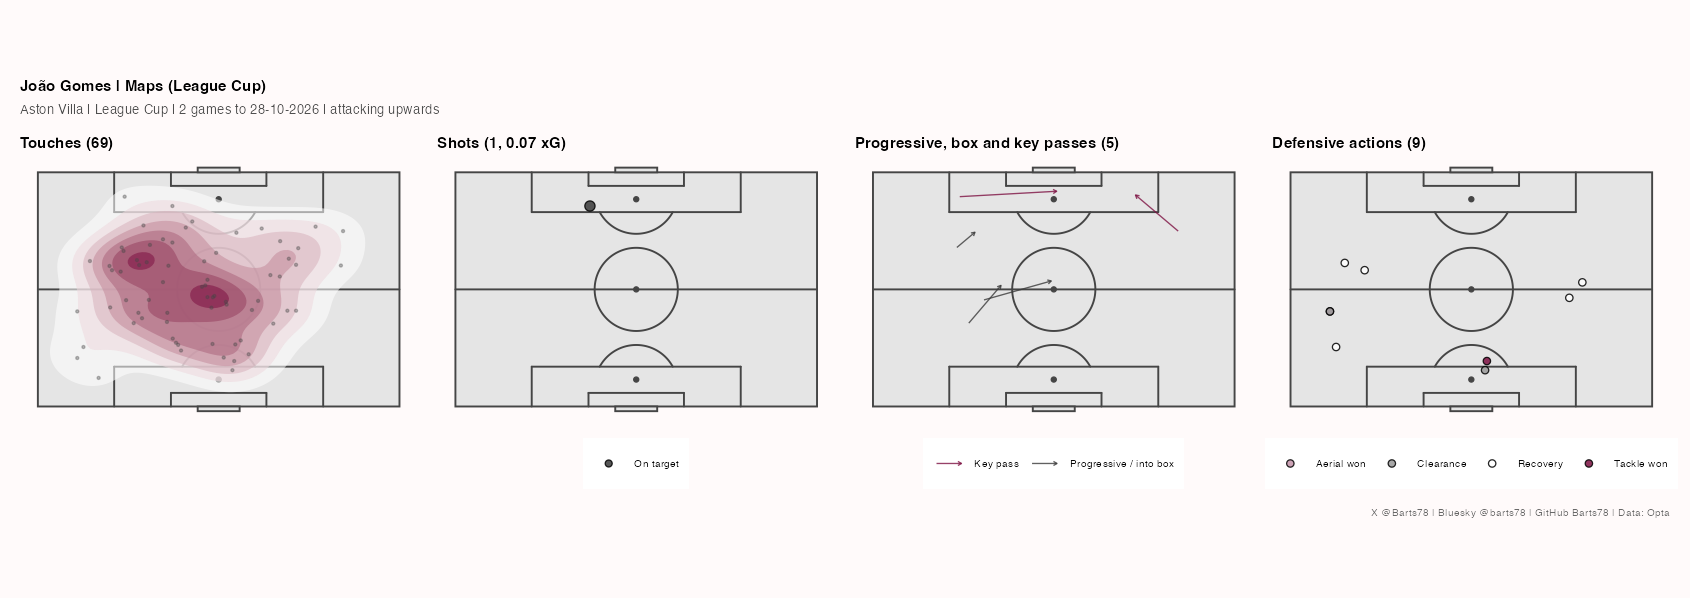 João Gomes | Maps (League Cup)
Aston Villa | League Cup | 2 games to 28-10-2026 | attacking upwards
Touches (69)
Shots (1, 0.07 xG)
Progressive, box and key passes (5)
Defensive actions (9)
On target
Key pass
Progressive / into box
Aerial won
Clearance
Recovery
Tackle won
X @Barts78 | Bluesky @barts78 | GitHub Barts78 | Data: Opta